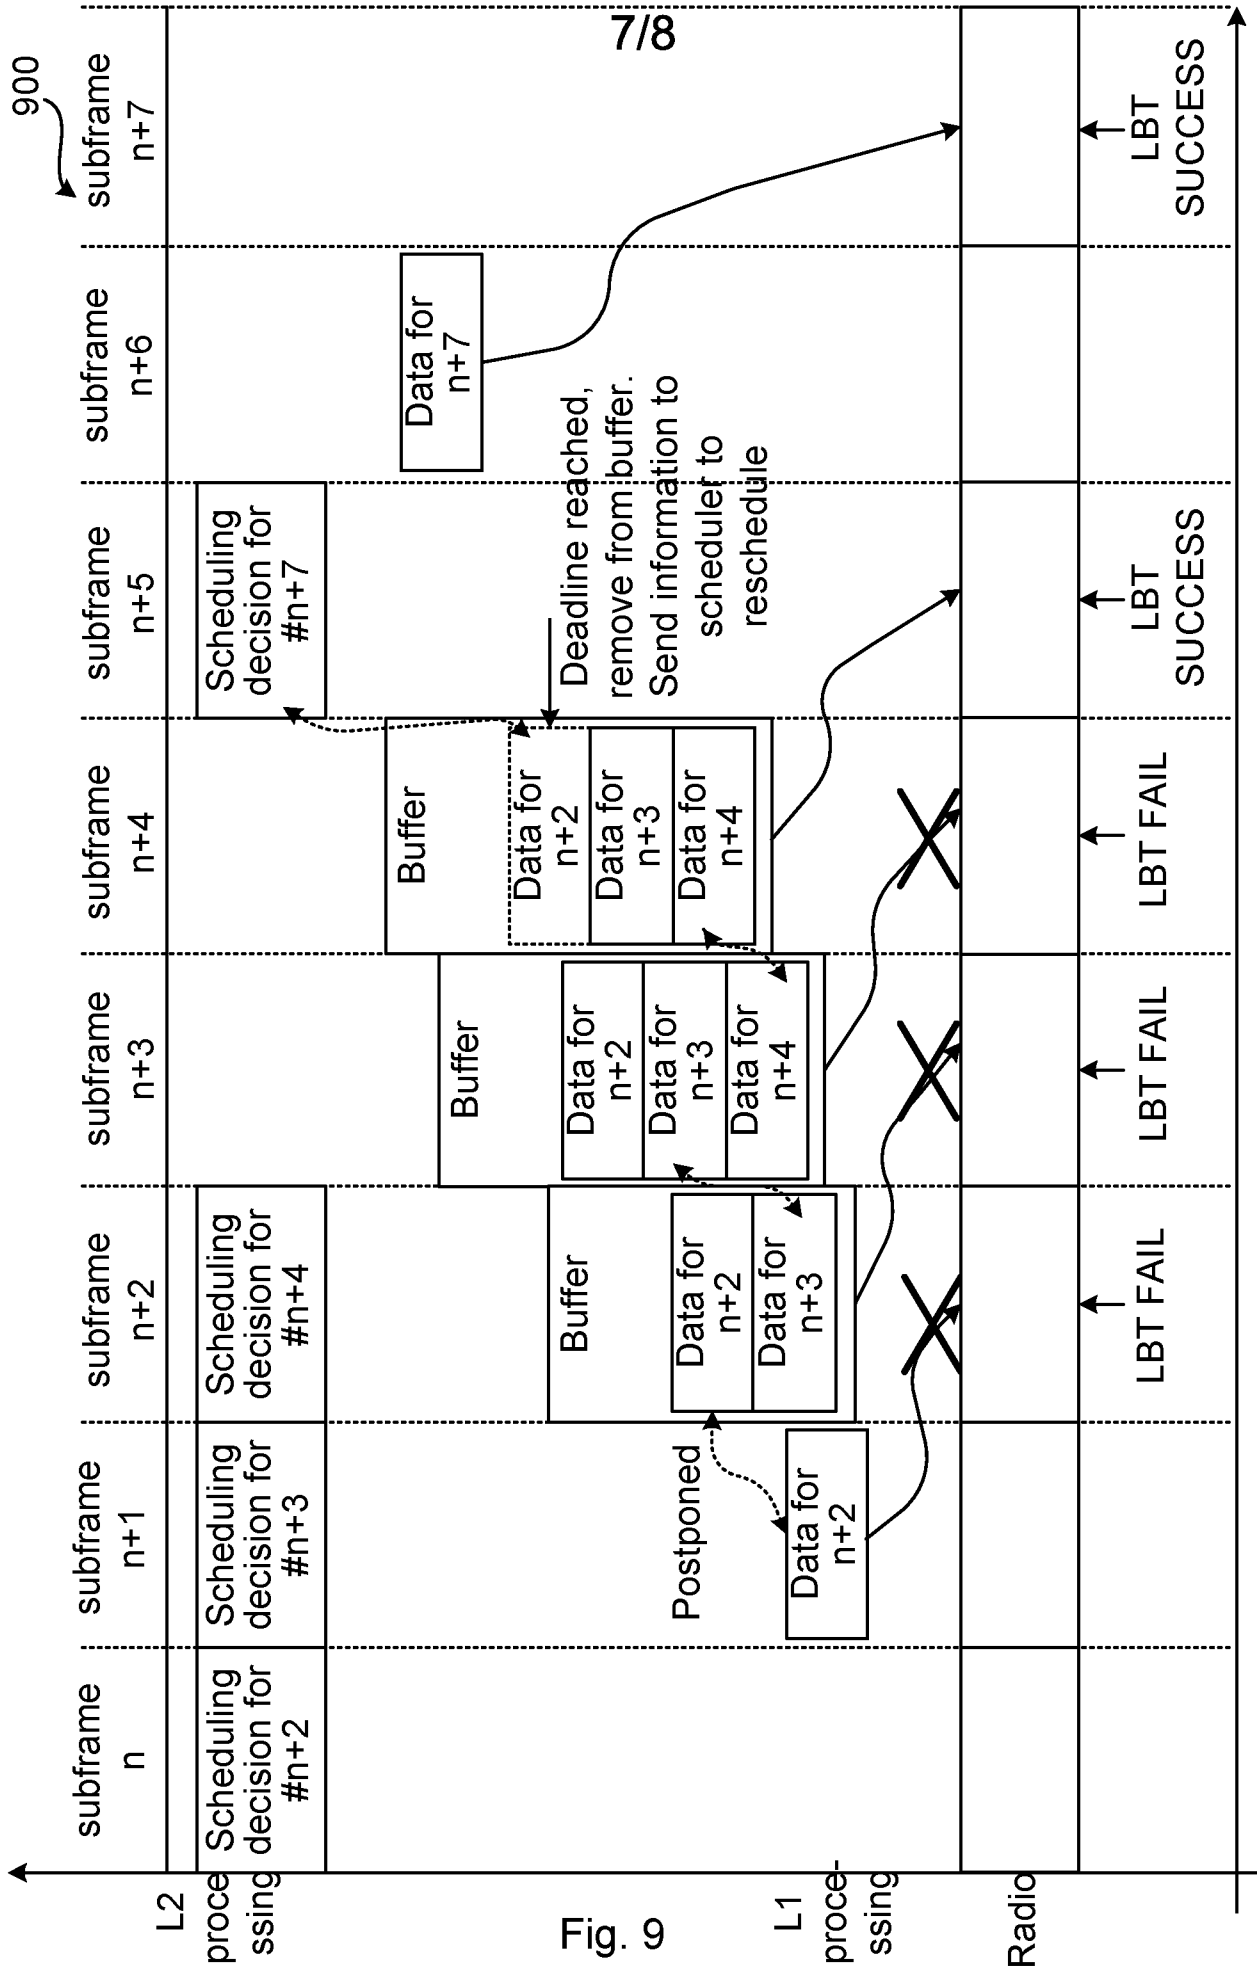 7/8
900
subframe
n
subframe
n+1
subframe
n+2
subframe
n+3
subframe
n+4
subframe
n+5
subframe
n+6
subframe
n+7
L2
proce-
ssing
Scheduling
decision for
#n+2
Scheduling
decision for
#n+3
Scheduling
decision for
#n+4
Scheduling
decision for
#n+7
Buffer
Data for
n+2
Data for
n+3
Data for
n+4
Data for
n+7
Deadline reached,
remove from buffer.
Send information to
scheduler to
reschedule
Buffer
Data for
n+2
Data for
n+3
Data for
n+4
Buffer
Data for
n+2
Data for
n+3
Postponed
L1
proce-
ssing
Data for
n+2
Radio
LBT FAIL
LBT FAIL
LBT FAIL
LBT
SUCCESS
LBT
SUCCESS
Fig. 9